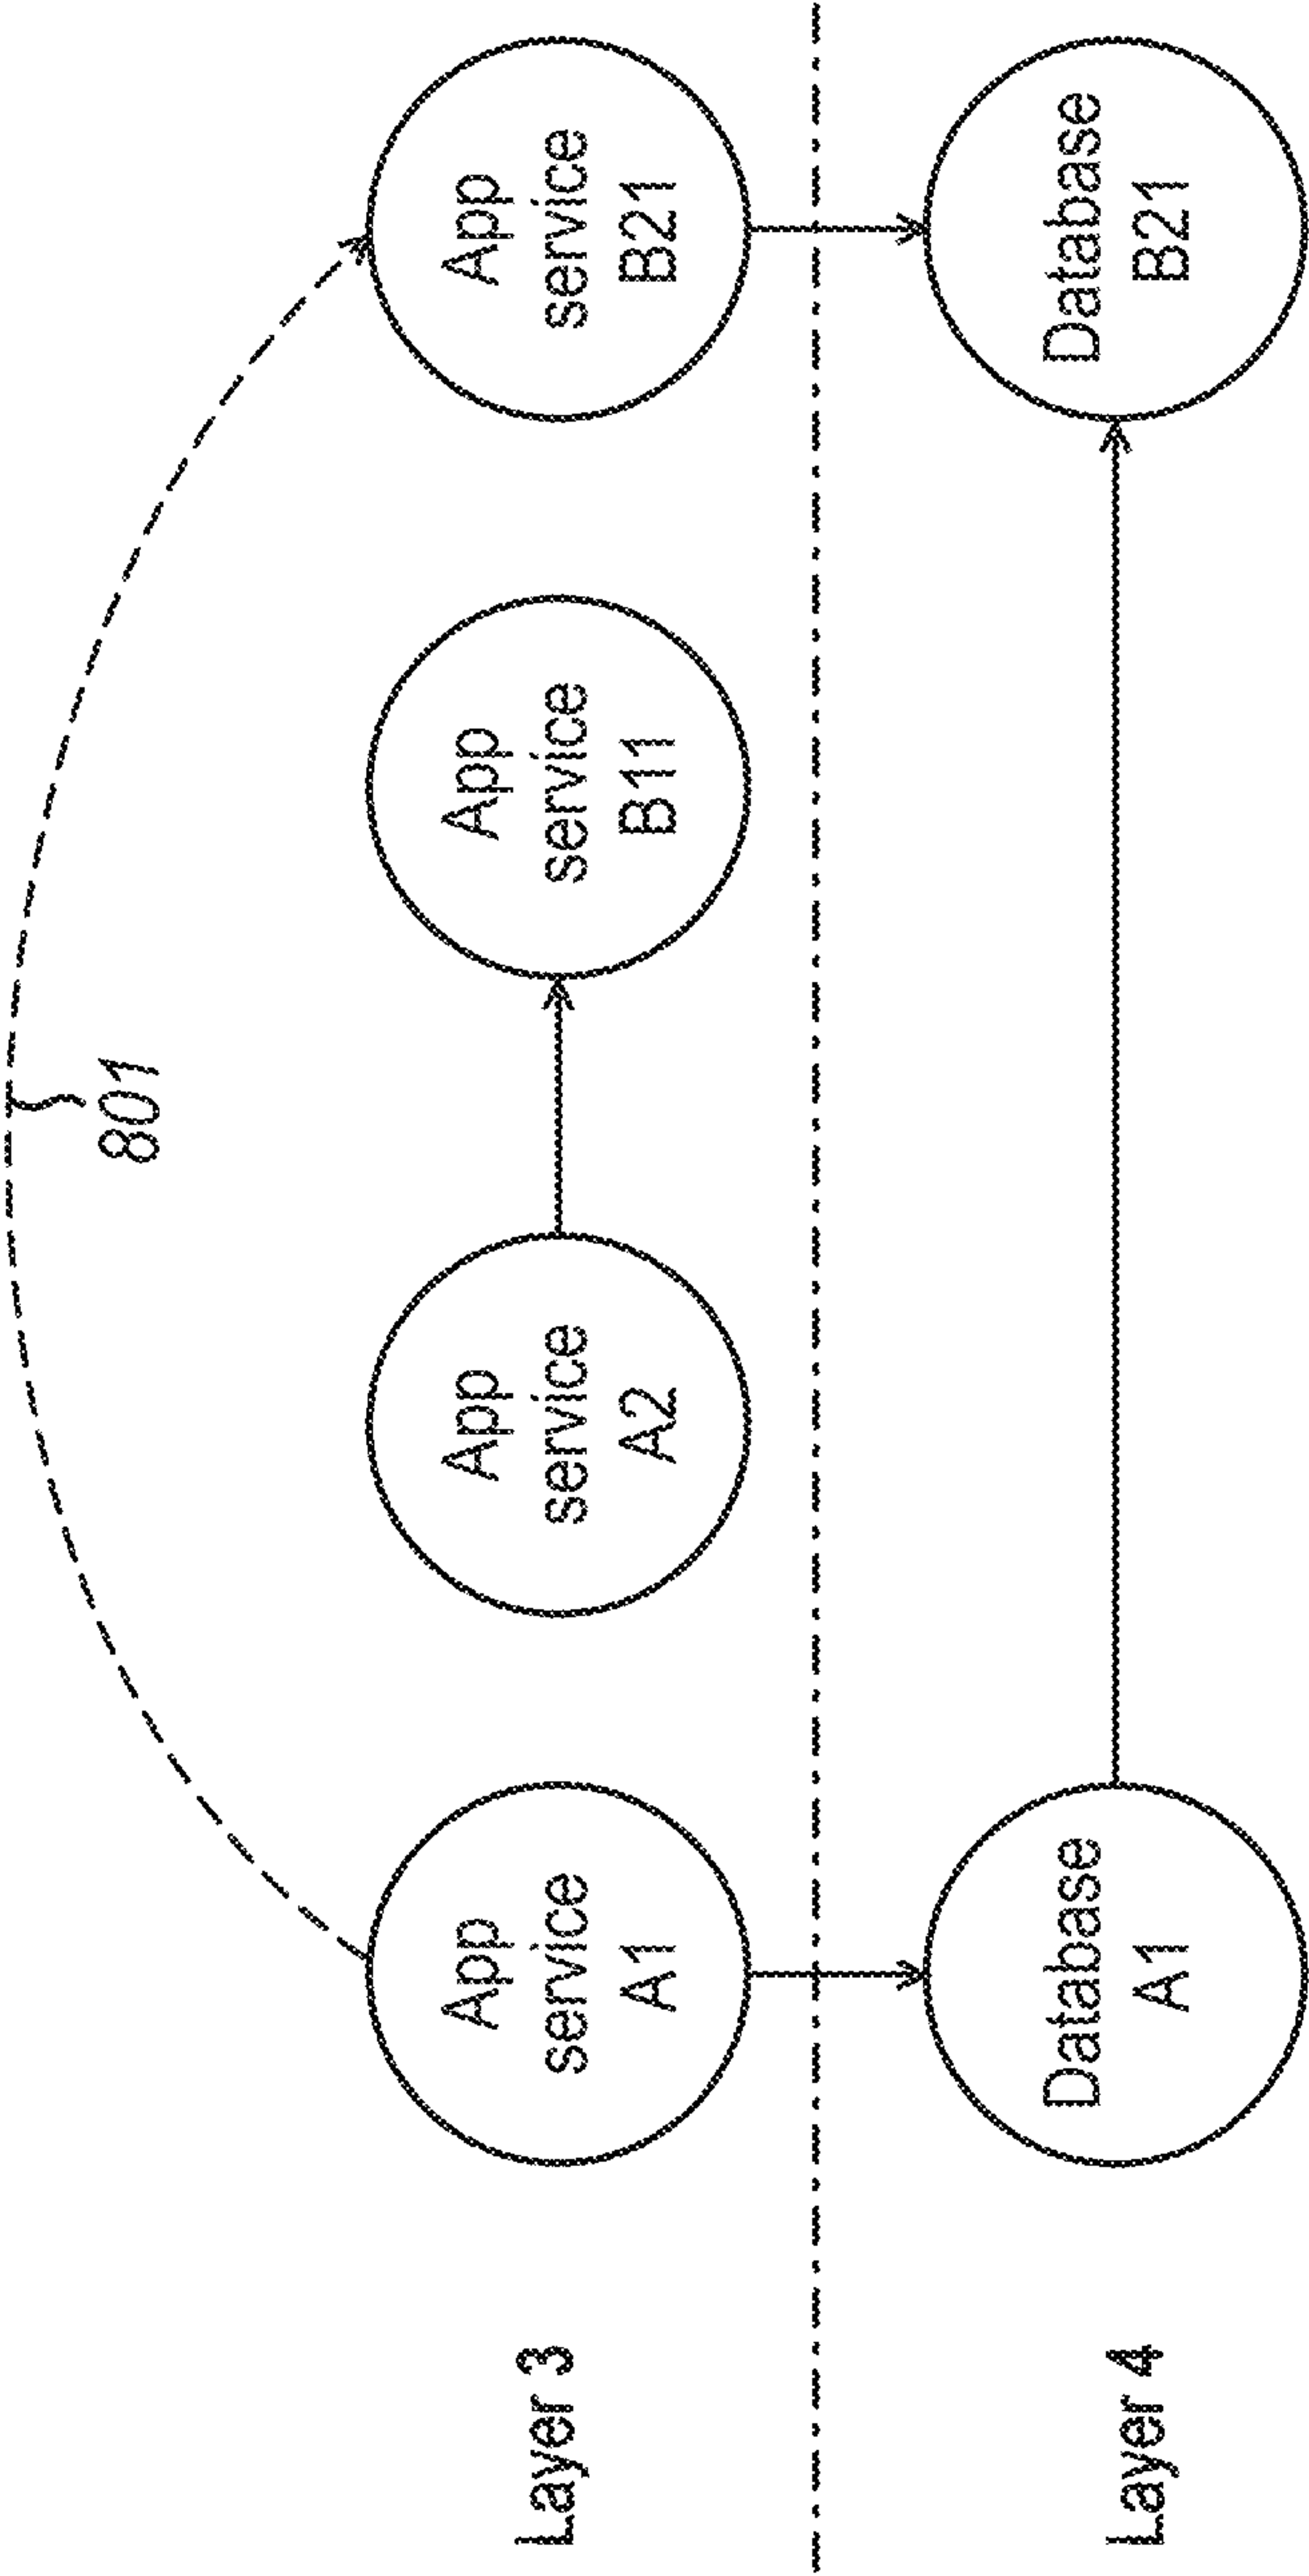 801
Layer 3
App
service
A1
App
service
A2
App
service
B11
App
service
B21
Layer 4
Database
A1
Database
B21